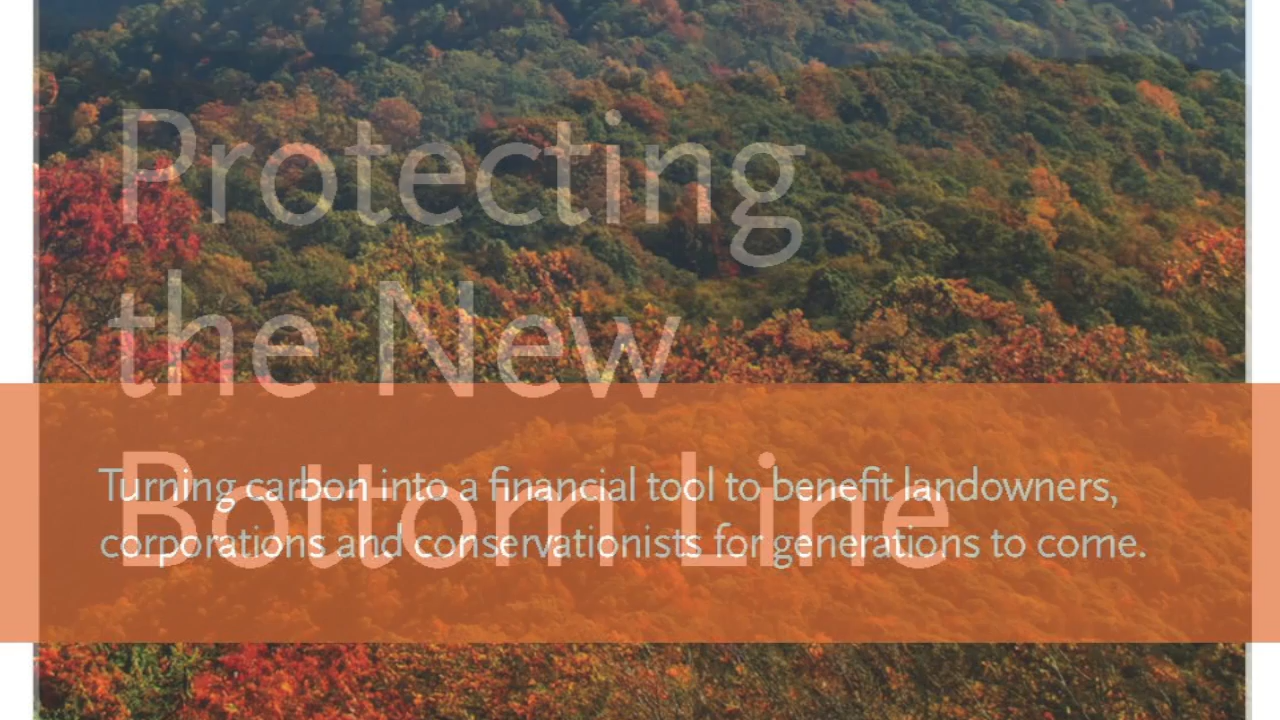 Protecting
the New
Bottom Line
Turning carbon into a financial tool to benefit landowners,
corporations and conservationists for generations to come.